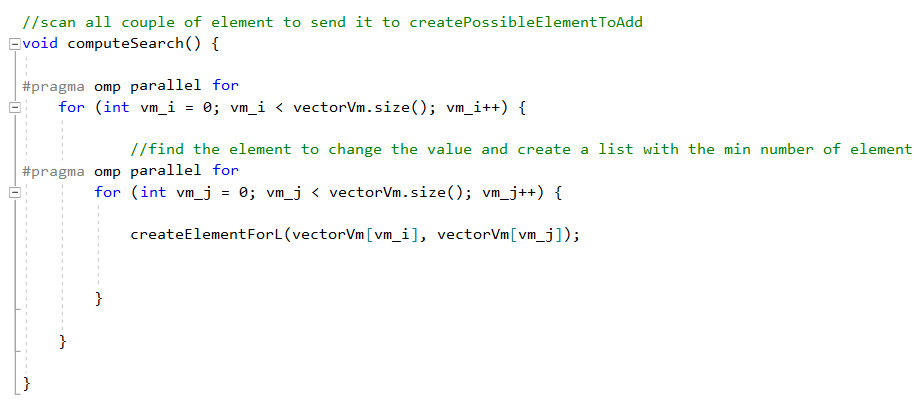 //scan all couple of element to send it to createPossibleElementToAdd
void computeSearch() {
#pragma omp parallel for
for (int vm_i = 0; vm_i < vectorVm.size(); vm_i++) {
//find the element to change the value and create a list with the min number of element
#pragma omp parallel for
for (int vm_j = 0; vm_j < vectorVm.size(); vm_j++) {
createElementForL(vectorVm[vm_i], vectorVm[vm_j]);
}
}
}